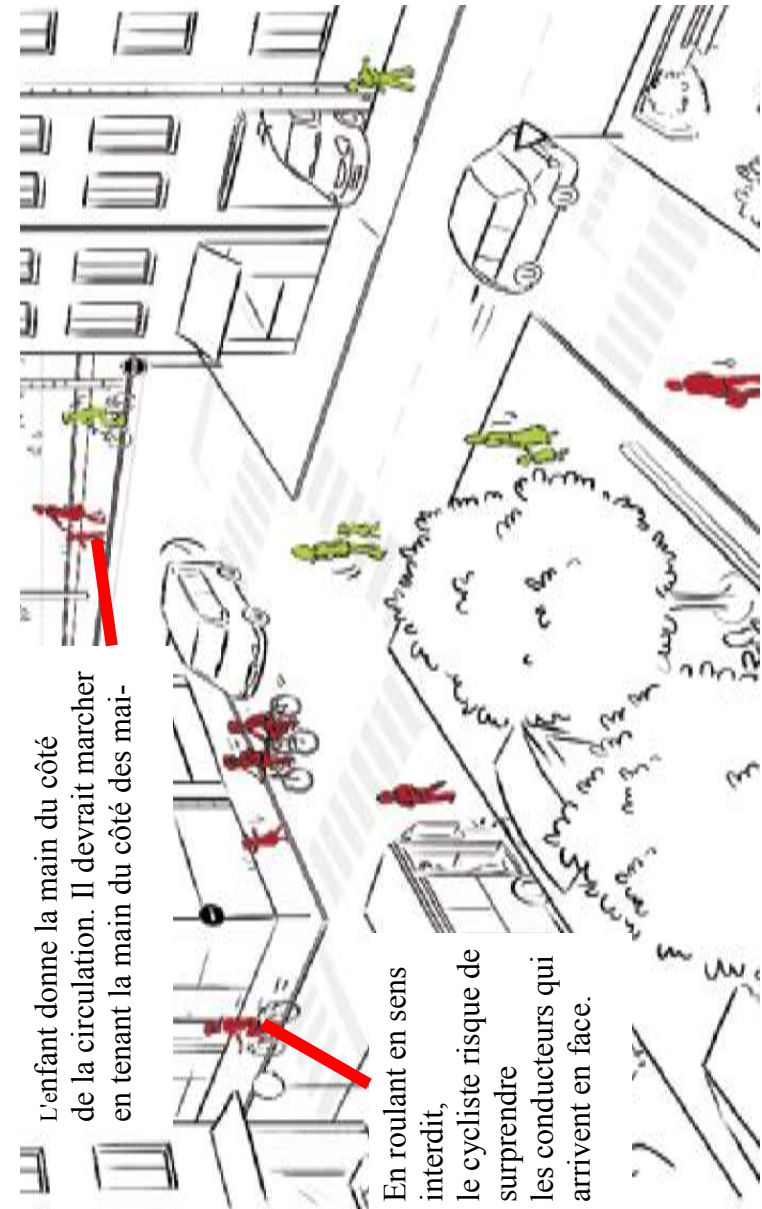 L'enfant donne la main du côté
de la circulation. Il devrait marcher
en tenant la main du côté des mai-
En roulant en sens
interdit,
le cycliste risque de
surprendre
les conducteurs qui
arrivent en face.